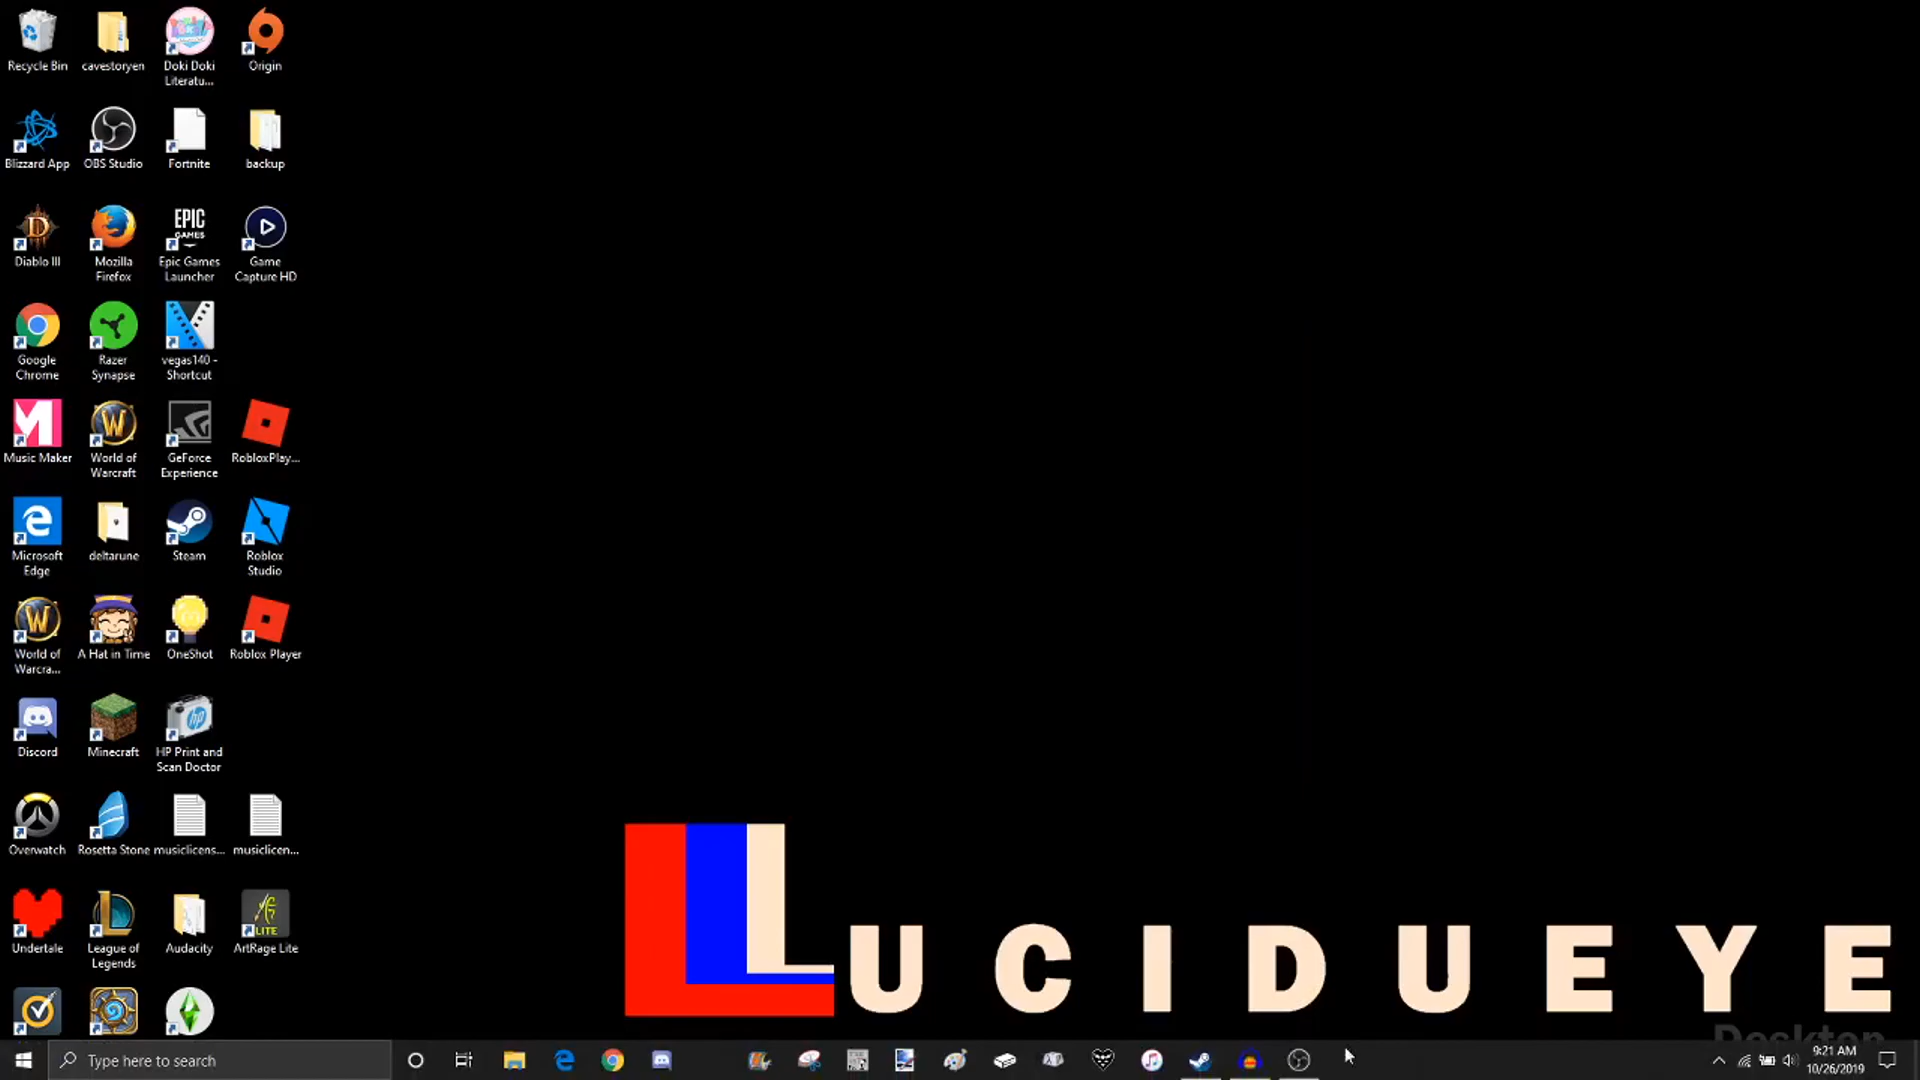 Recycle Bin
cavestoryen
Doki Doki
Literatu...
Origin
Blizzard App
OBS Studio
Fortnite
backup
Diablo III
Mozilla
Firefox
EPIC
GAMES
Epic Games
Launcher
Game
Capture HD
Google
Chrome
Razer
Synapse
vegas140 -
Shortcut
Music Maker
World of
Warcraft
GeForce
Experience
RobloxPlay...
Microsoft
Edge
deltarune
Steam
Roblox
Studio
World of
Warcra...
A Hat in Time
OneShot
Roblox Player
Discord
Minecraft
HP Print and
Scan Doctor
Overwatch
Rosetta Stone
musiclicens...
musiclicen...
Undertale
League of
Legends
Audacity
LITE
ArtRage Lite
LUCIDUEYE
Desktop
Type here to search
9:21 AM
10/26/2019